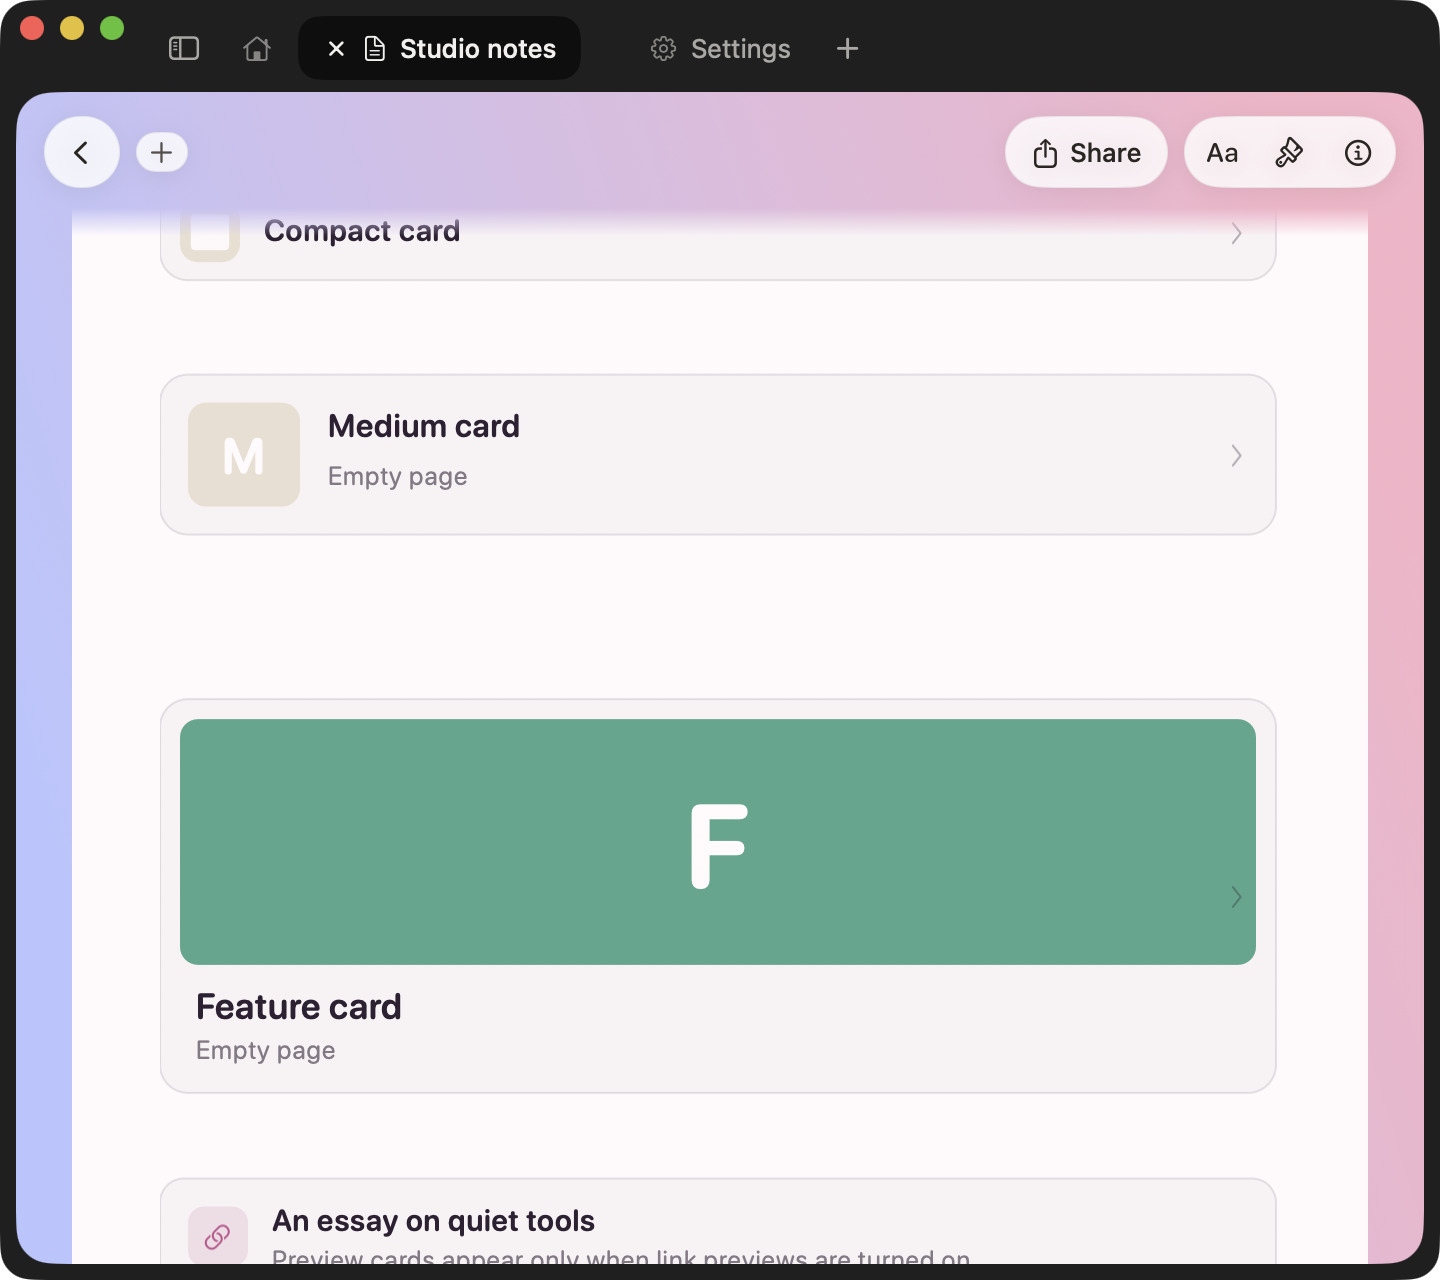 Studio notes
Settings
Share
Aa
Compact card
M
Medium card
Empty page
F
Feature card
Empty page
An essay on quiet tools
Preview cards appear only when link previews are turned on